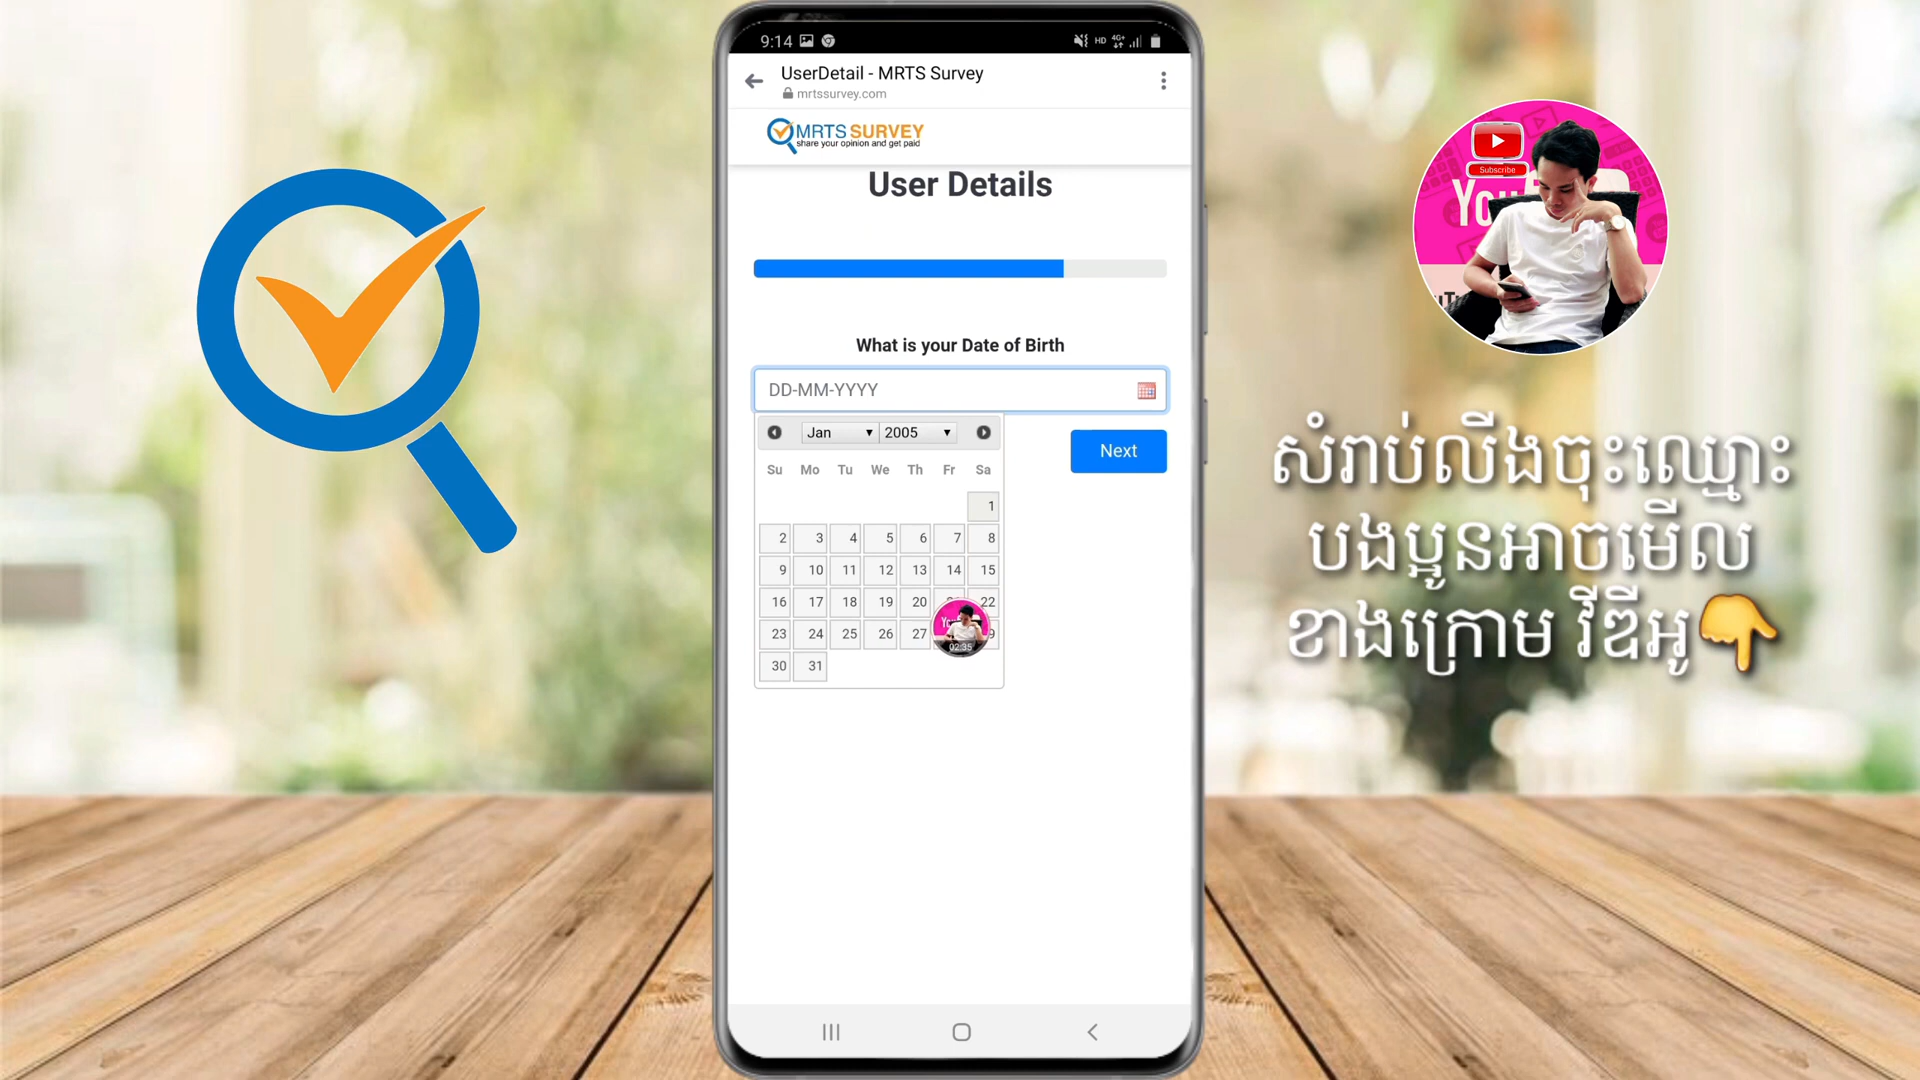 9:14
HD 4G+
UserDetail - MRTS Survey
mrtssurvey.com
MRTS SURVEY
share your opinion and get paid
User Details
What is your Date of Birth
DD-MM-YYYY
Jan 2005
Next
Su Mo Tu We Th Fr Sa
1
2 3 4 5 6 7 8
9 10 11 12 13 14 15
16 17 18 19 20 22
23 24 25 26 27
30 31
02:35
Subscribe
សំរាប់លីងចុះឈ្មោះ
បងប្អូនអាចមើល
ខាងក្រោម វីឌីអូ👇